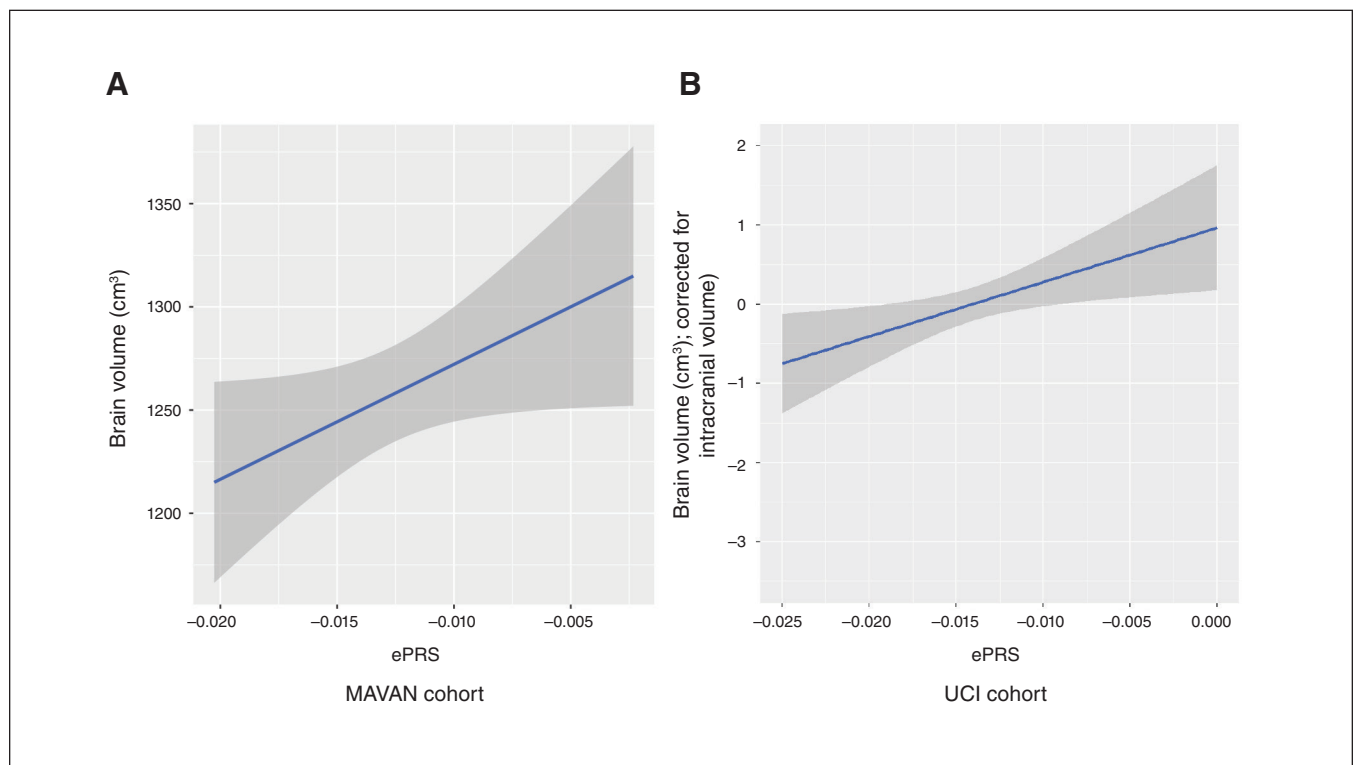 A
Brain volume (cm³)
1350
1300
1250
1200
–0.020
–0.015
–0.010
–0.005
ePRS
MAVAN cohort
B
Brain volume (cm³); corrected for
intracranial volume)
2
1
0
–1
–2
–3
–0.025
–0.020
–0.015
–0.010
–0.005
0.000
ePRS
UCI cohort